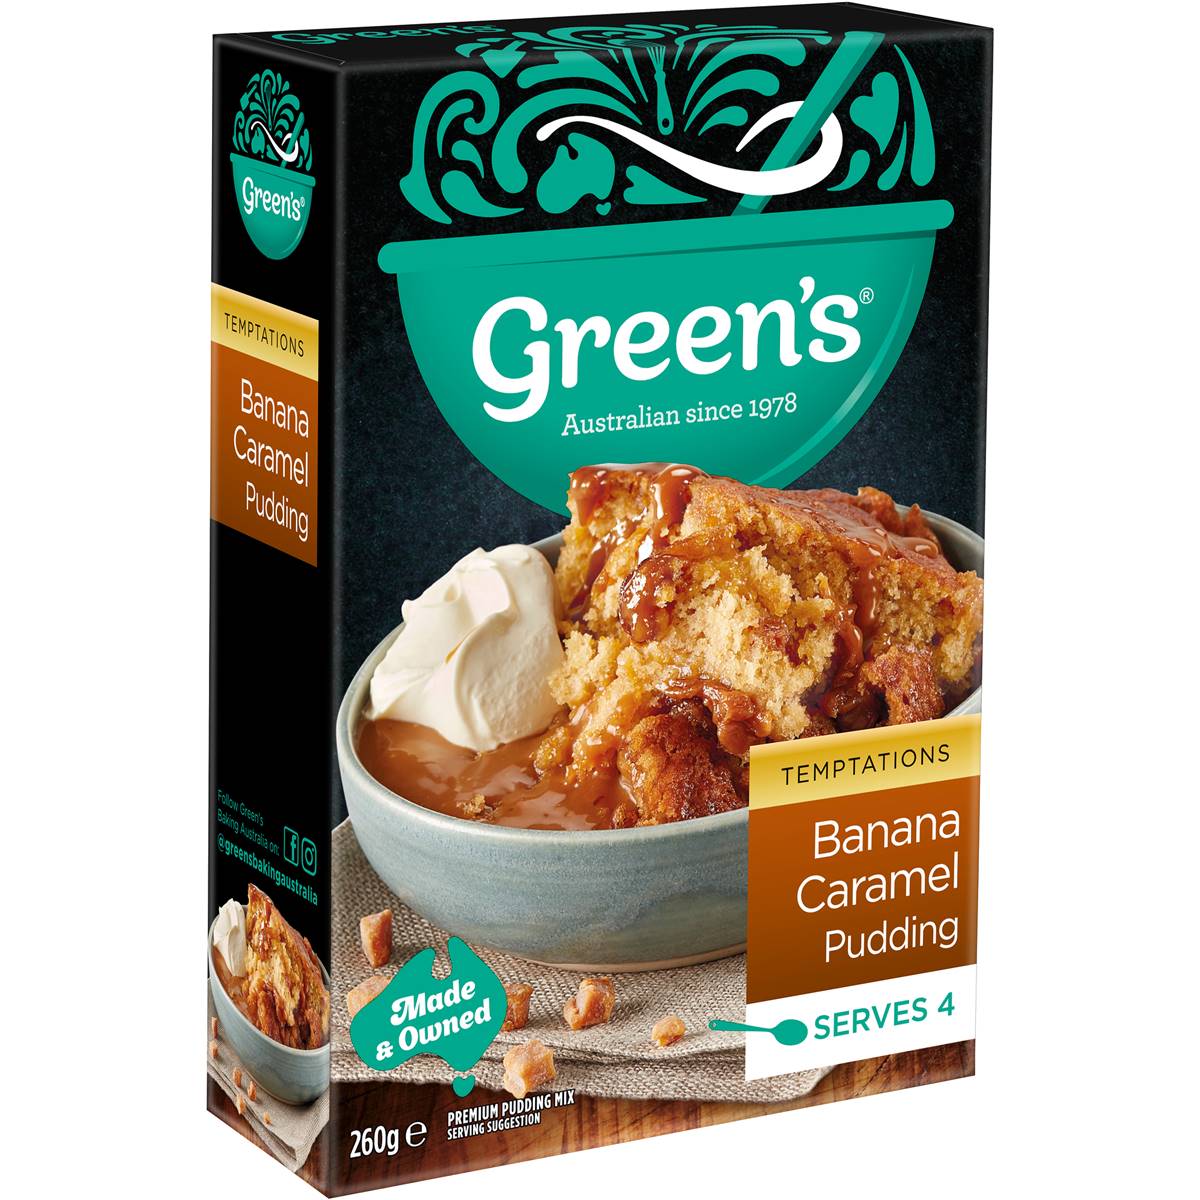 Green's
Green's®
TEMPTATIONS
Banana
Caramel
Pudding
Follow Green's
Baking Australia on:
@greensbakingaustralia
Green's®
Australian since 1978
TEMPTATIONS
Banana
Caramel
Pudding
SERVES 4
Made
& Owned
260g e
PREMIUM PUDDING MIX
SERVING SUGGESTION